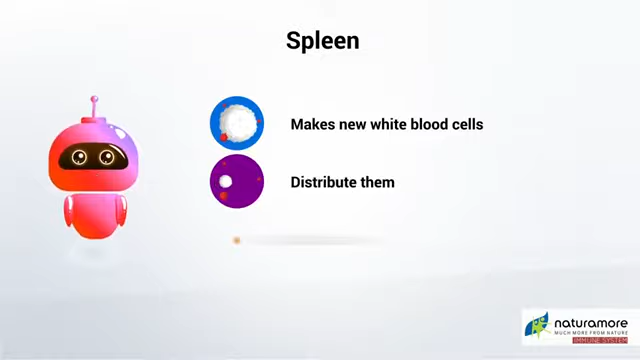 Spleen
Makes new white blood cells
Distribute them
naturamore
MUCH MORE FROM NATURE
IMMUNE SYSTEM